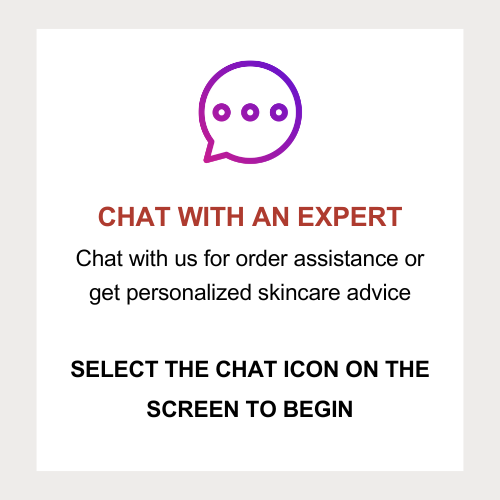 CHAT WITH AN EXPERT
Chat with us for order assistance or
get personalized skincare advice
SELECT THE CHAT ICON ON THE
SCREEN TO BEGIN